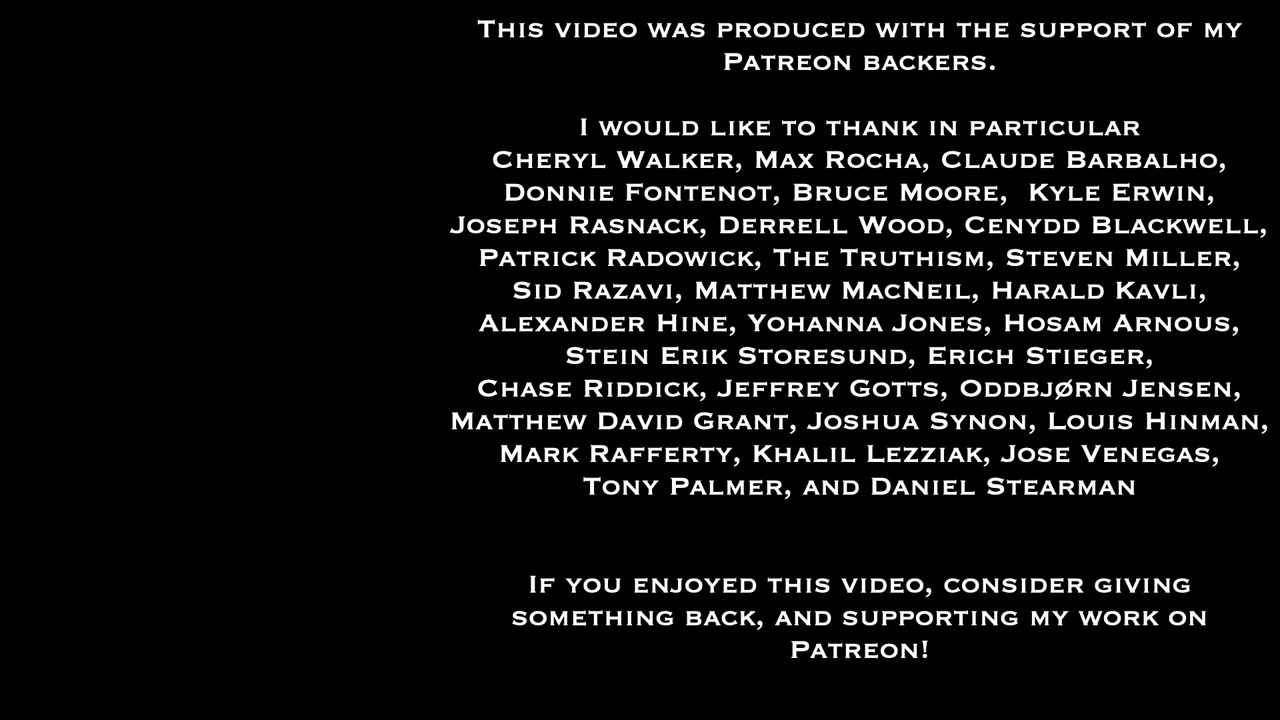 This video was produced with the support of my
Patreon backers.
I would like to thank in particular
Cheryl Walker, Max Rocha, Claude Barbalho,
Donnie Fontenot, Bruce Moore, Kyle Erwin,
Joseph Rasnack, Derrell Wood, Cenydd Blackwell,
Patrick Radowick, The Truthism, Steven Miller,
Sid Razavi, Matthew MacNeil, Harald Kavli,
Alexander Hine, Yohanna Jones, Hosam Arnous,
Stein Erik Storesund, Erich Stieger,
Chase Riddick, Jeffrey Gotts, Oddbjørn Jensen,
Matthew David Grant, Joshua Synon, Louis Hinman,
Mark Rafferty, Khalil Lezziak, Jose Venegas,
Tony Palmer, and Daniel Stearman
If you enjoyed this video, consider giving
something back, and supporting my work on
Patreon!